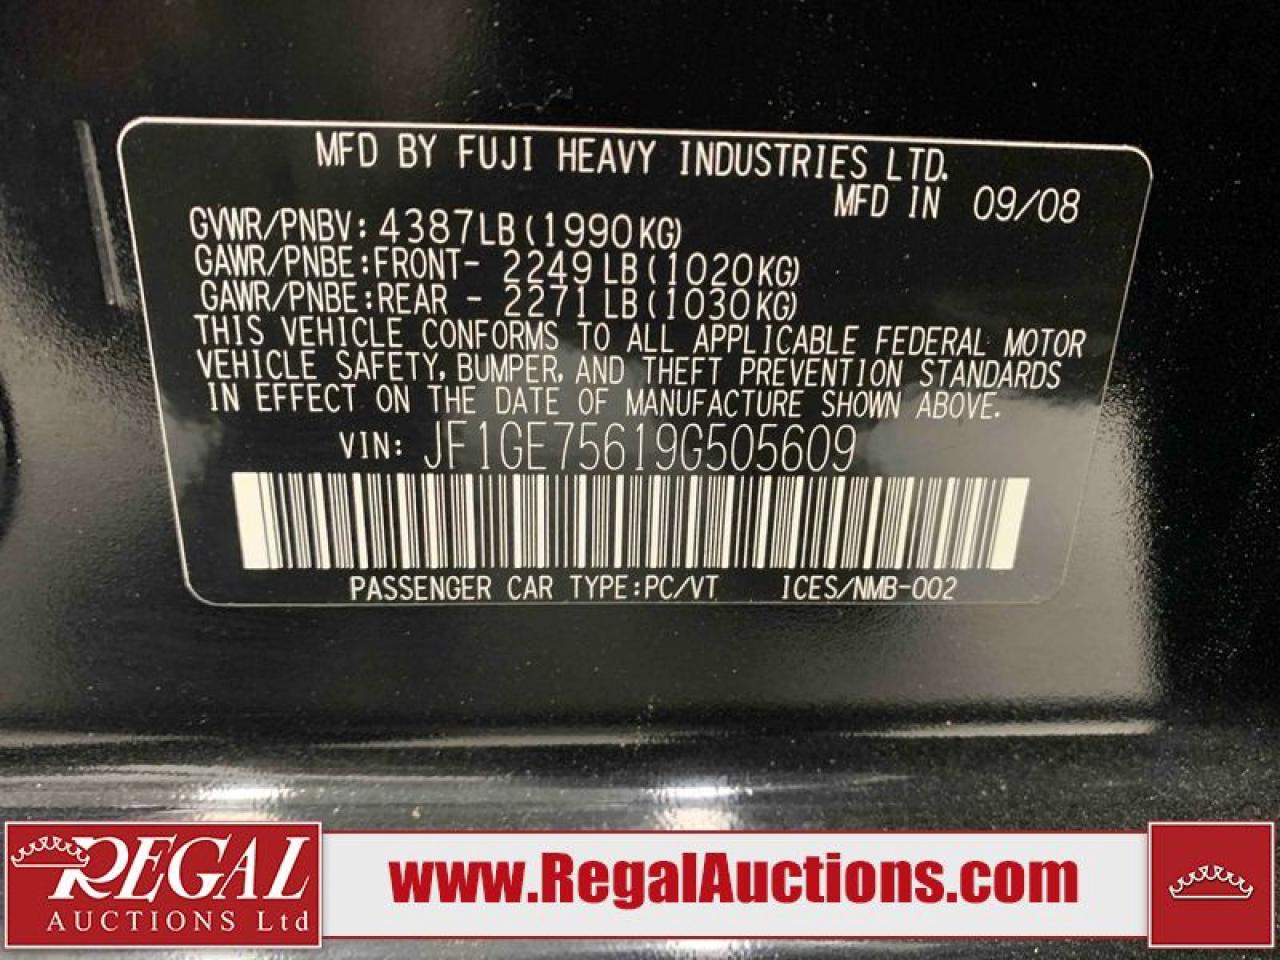 MFD BY FUJI HEAVY INDUSTRIES LTD.
MFD IN 09/08
GVWR/PNBV: 4387LB(1990KG)
GAWR/PNBE:FRONT- 2249LB(1020KG)
GAWR/PNBE:REAR - 2271LB(1030KG)
THIS VEHICLE CONFORMS TO ALL APPLICABLE FEDERAL MOTOR
VEHICLE SAFETY, BUMPER, AND THEFT PREVENTION STANDARDS
IN EFFECT ON THE DATE OF MANUFACTURE SHOWN ABOVE.
VIN: JF1GE75619G505609
PASSENGER CAR TYPE:PC/VT ICES/NMB-002
REGAL
AUCTIONS Ltd
www.RegalAuctions.com